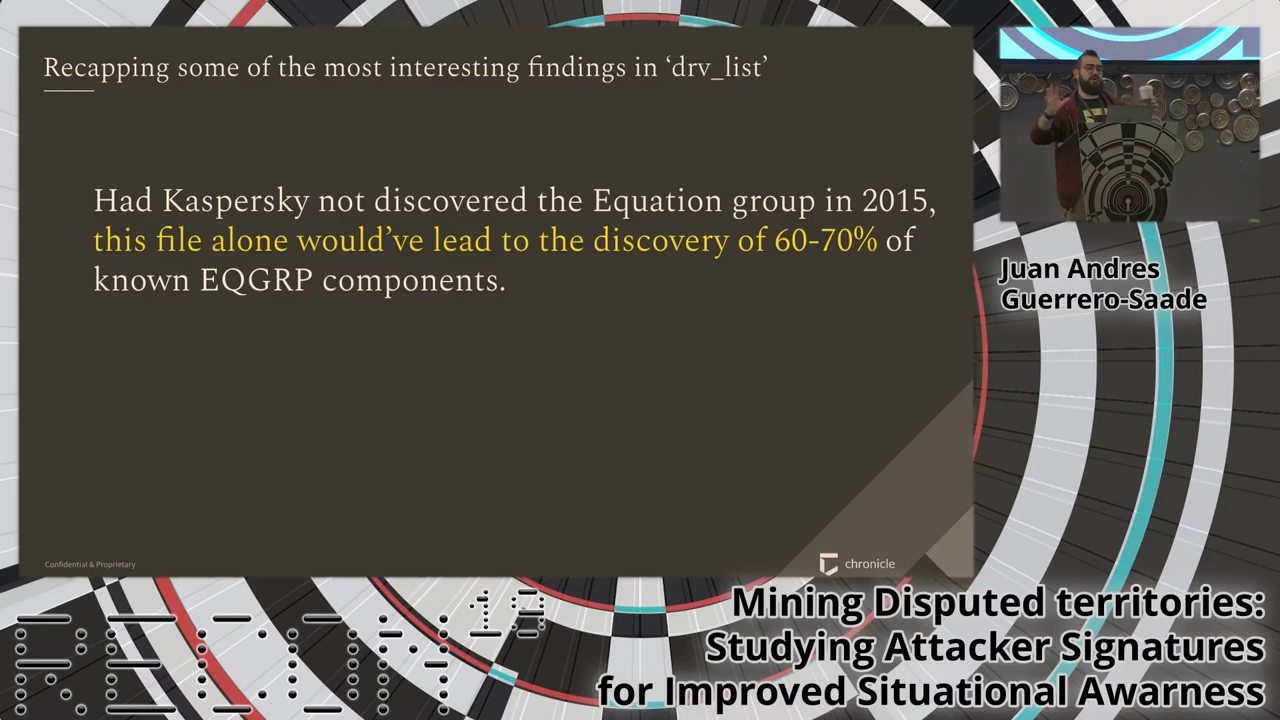 Recapping some of the most interesting findings in ‘drv_list’
Had Kaspersky not discovered the Equation group in 2015,
this file alone would’ve lead to the discovery of 60-70% of
known EQGRP components.
Confidential & Proprietary
chronicle
Juan Andres
Guerrero-Saade
RECON18
Mining Disputed territories:
Studying Attacker Signatures
for Improved Situational Awarness